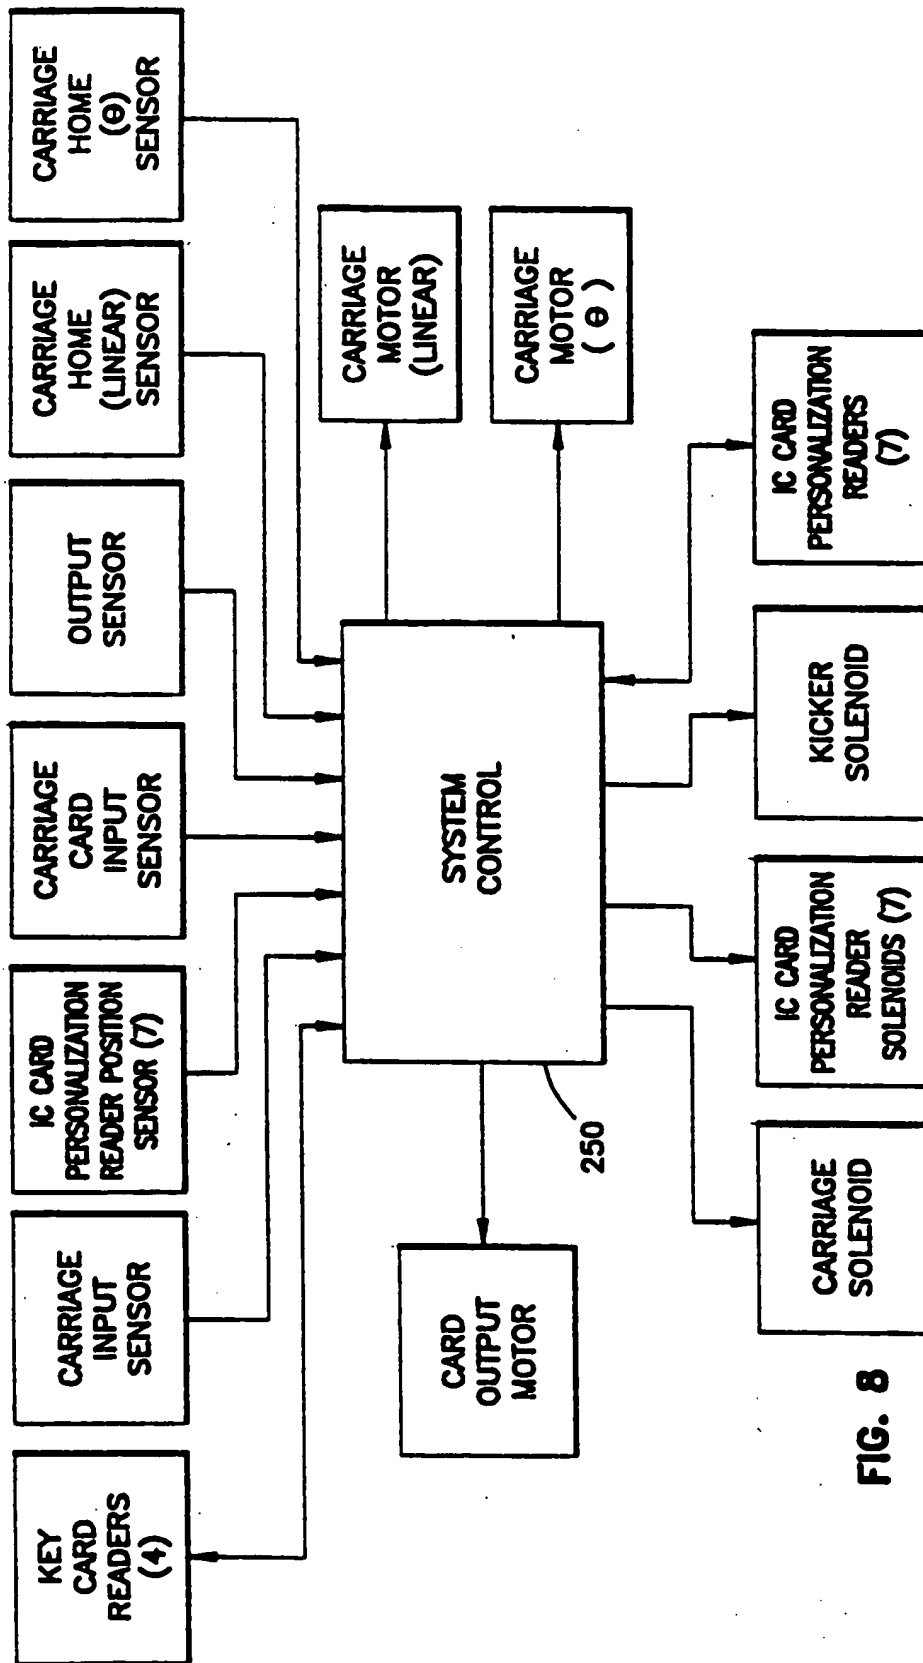 KEY
CARD
READERS
(4)
CARRIAGE
INPUT
SENSOR
IC CARD
PERSONALIZATION
READER POSITION
SENSOR (7)
CARRIAGE
CARD
INPUT
SENSOR
OUTPUT
SENSOR
CARRIAGE
HOME
(LINEAR)
SENSOR
CARRIAGE
HOME
(θ)
SENSOR
CARD
OUTPUT
MOTOR
250
SYSTEM
CONTROL
CARRIAGE
MOTOR
(LINEAR)
CARRIAGE
MOTOR
( θ )
CARRIAGE
SOLENOID
IC CARD
PERSONALIZATION
READER
SOLENOIDS (7)
KICKER
SOLENOID
IC CARD
PERSONALIZATION
READERS
(7)
FIG. 8